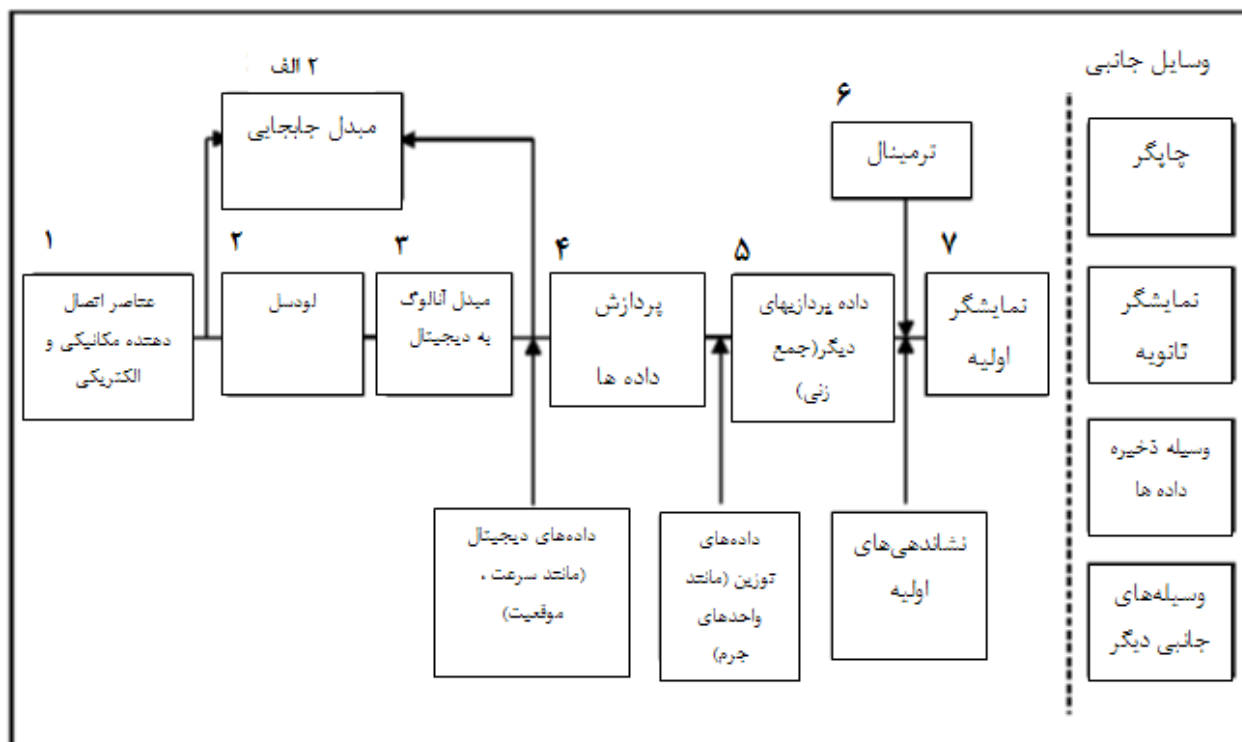 وسایل جانبی
۲ الف
مبدل جابجایی
۶
ترمینال
چاپگر
۱
عناصر اتصال
دهنده مکانیکی و
الکتریکی
۲
لودسل
۳
مبدل آنالوگ
به دیجیتال
۴
پردازش
داده ها
۵
داده پردازیهای
دیگر(جمع
زنی)
۷
نمایشگر
اولیه
نمایشگر
ثانویه
وسیله ذخیره
داده ها
داده‌های دیجیتال
(مانند سرعت ،
موقعیت)
داده‌های
توزین (مانند
واحدهای
جرم)
نشاندهی‌های
اولیه
وسیله‌های
جانبی دیگر